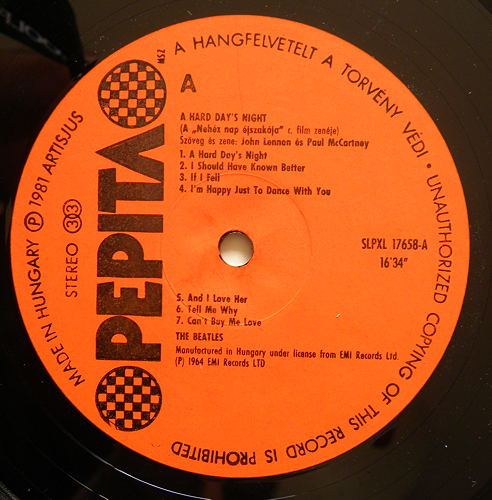 A HANGFELVETELT A TÖRVÉNY VÉDI • UNAUTHORIZED COPYING OF THIS RECORD IS PROHIBITED
MADE IN HUNGARY Ⓟ 1981 ARTISJUS
STEREO 33
PEPITA
MSZ
A
A HARD DAY'S NIGHT
(A „Nehéz nap éjszakája" c. film zenéje)
Szöveg és zene: John Lennon és Paul McCartney
1. A Hard Day's Night
2. I Should Have Known Better
3. If I Fell
4. I'm Happy Just To Dance With You
SLPXL 17658-A
16'34"
5. And I Love Her
6. Tell Me Why
7. Can't Buy Me Love
THE BEATLES
Manufactured in Hungary under license from EMI Records Ltd.
(P) 1964 EMI Records LTD